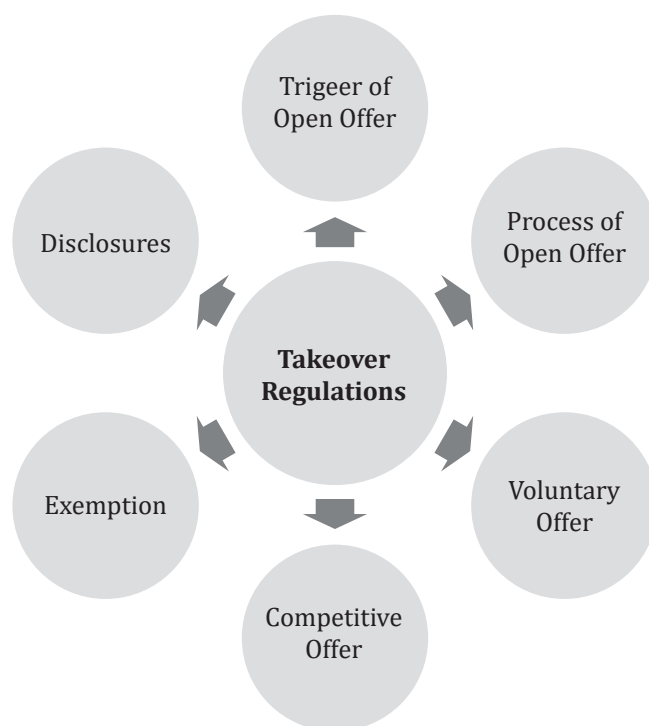 Trigeer of
Open Offer
Process of
Open Offer
Disclosures
Takeover
Regulations
Voluntary
Offer
Exemption
Competitive
Offer